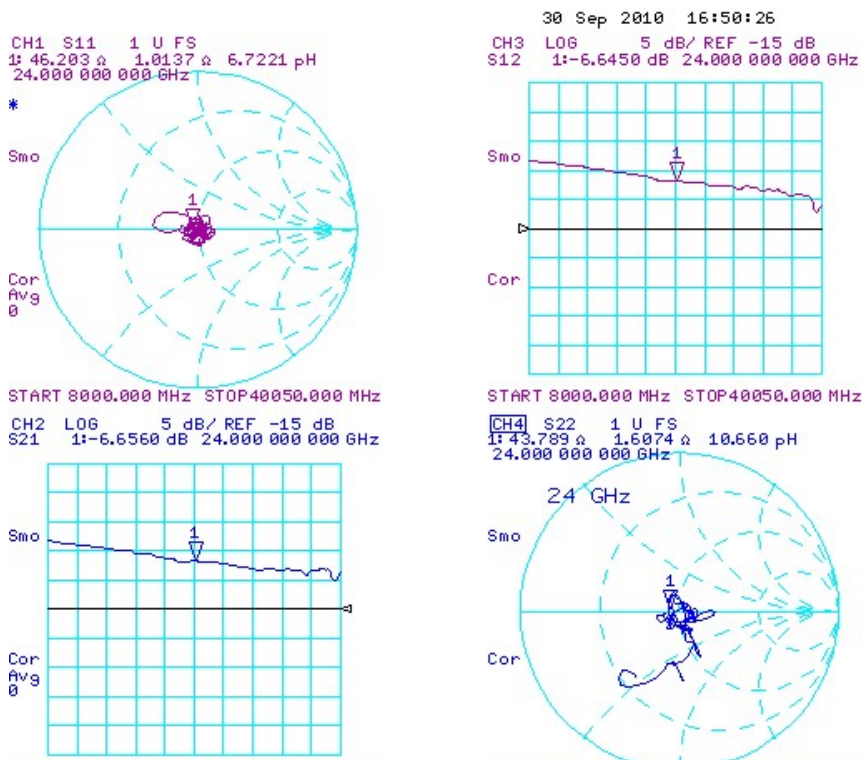 30 Sep 2010 16:50:26
CH1 S11 1 U FS
1: 46.203 Ω 1.0137 Ω 6.7221 pH
24.000 000 000 GHz
*
Smo
1
Cor
Avg
0
START 8000.000 MHz STOP40050.000 MHz
CH3 LOG 5 dB/ REF -15 dB
S12 1:-6.6450 dB 24.000 000 000 GHz
Smo
1
Cor
START 8000.000 MHz STOP40050.000 MHz
CH2 LOG 5 dB/ REF -15 dB
S21 1:-6.6560 dB 24.000 000 000 GHz
Smo
1
Cor
Avg
0
CH4 S22 1 U FS
1: 43.789 Ω 1.6074 Ω 10.660 pH
24.000 000 000 GHz
24 GHz
Smo
1
Cor